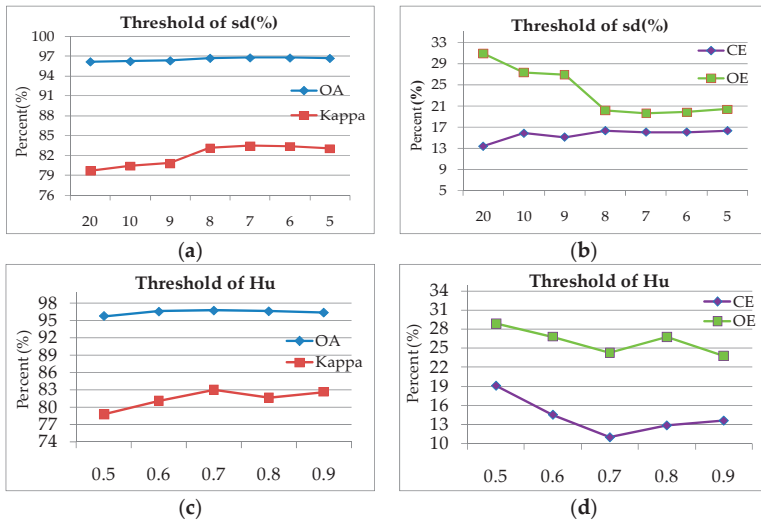 Threshold of sd(%)
100
97
94
91
88
85
82
79
76
Percent(%)
OA
Kappa
20 10 9 8 7 6 5
(a)
Threshold of sd(%)
33
29
25
21
17
13
9
5
Percent (%)
CE
OE
20 10 9 8 7 6 5
(b)
Threshold of Hu
98
95
92
89
86
83
80
77
74
Percent (%)
OA
Kappa
0.5 0.6 0.7 0.8 0.9
(c)
Threshold of Hu
34
31
28
25
22
19
16
13
10
Percent (%)
CE
OE
0.5 0.6 0.7 0.8 0.9
(d)